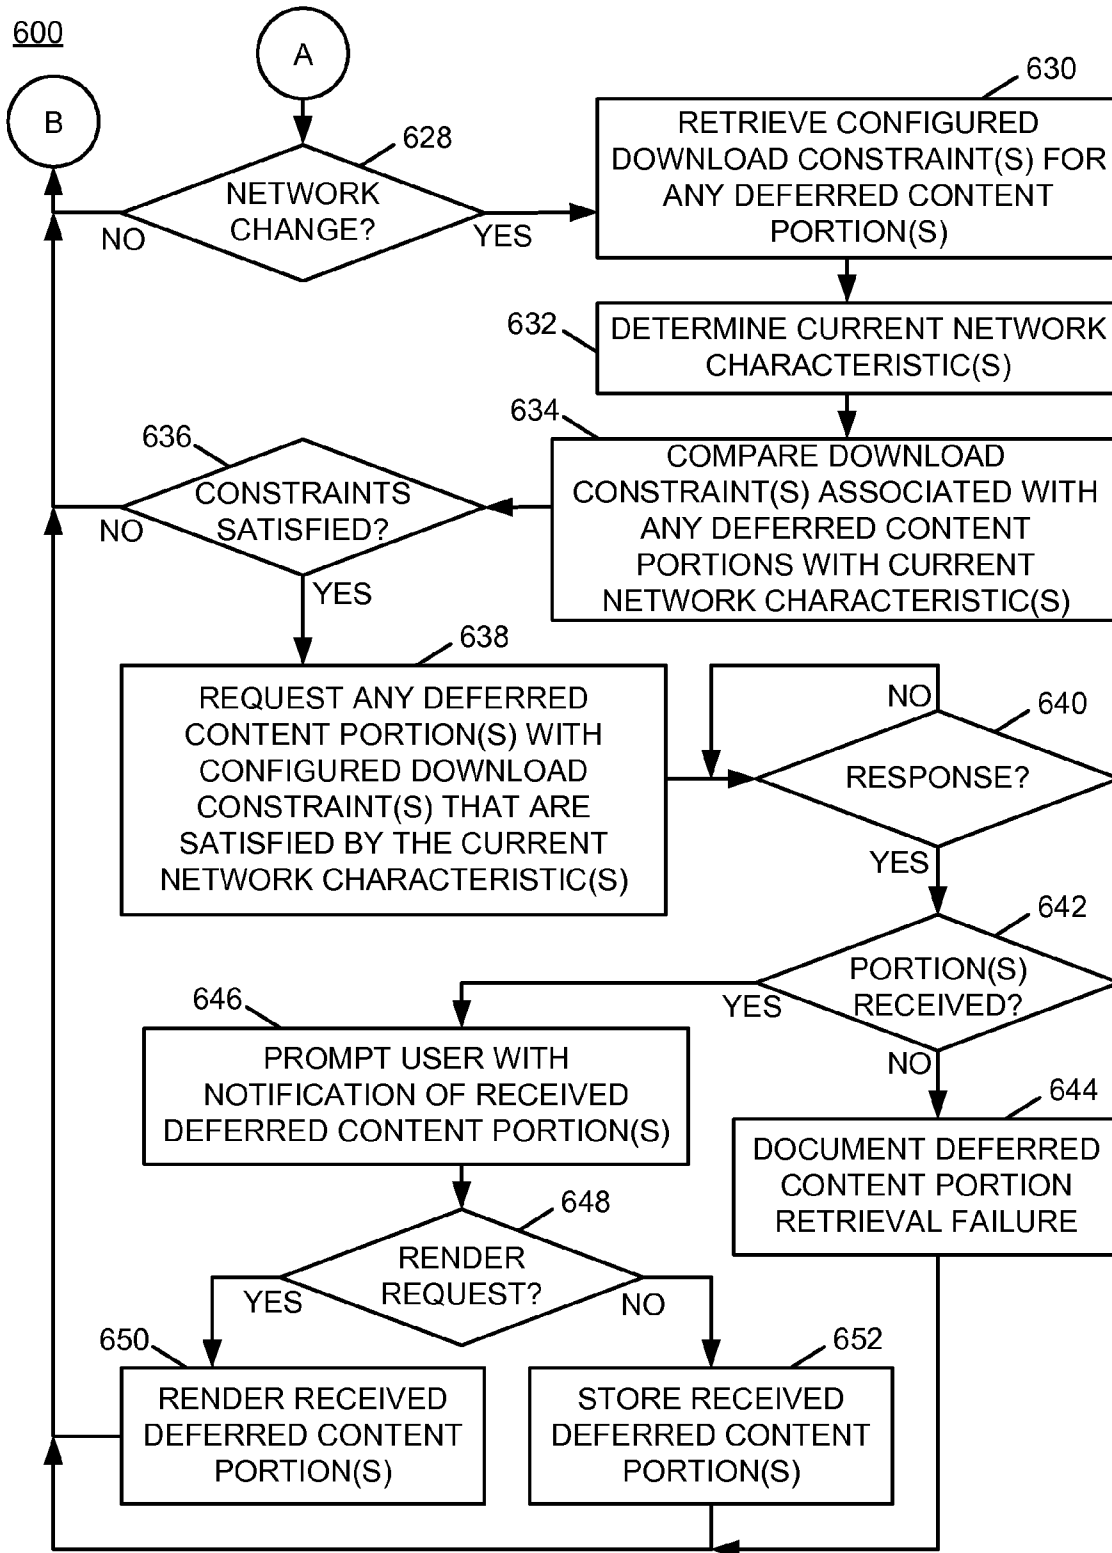 600
A
B
628
NETWORK
CHANGE?
NO
YES
630
RETRIEVE CONFIGURED
DOWNLOAD CONSTRAINT(S) FOR
ANY DEFERRED CONTENT
PORTION(S)
632
DETERMINE CURRENT NETWORK
CHARACTERISTIC(S)
634
COMPARE DOWNLOAD
CONSTRAINT(S) ASSOCIATED WITH
ANY DEFERRED CONTENT
PORTIONS WITH CURRENT
NETWORK CHARACTERISTIC(S)
636
CONSTRAINTS
SATISFIED?
NO
YES
638
REQUEST ANY DEFERRED
CONTENT PORTION(S) WITH
CONFIGURED DOWNLOAD
CONSTRAINT(S) THAT ARE
SATISFIED BY THE CURRENT
NETWORK CHARACTERISTIC(S)
NO
640
RESPONSE?
YES
642
PORTION(S)
RECEIVED?
YES
NO
644
DOCUMENT DEFERRED
CONTENT PORTION
RETRIEVAL FAILURE
646
PROMPT USER WITH
NOTIFICATION OF RECEIVED
DEFERRED CONTENT PORTION(S)
648
RENDER
REQUEST?
YES
NO
650
RENDER RECEIVED
DEFERRED CONTENT
PORTION(S)
652
STORE RECEIVED
DEFERRED CONTENT
PORTION(S)